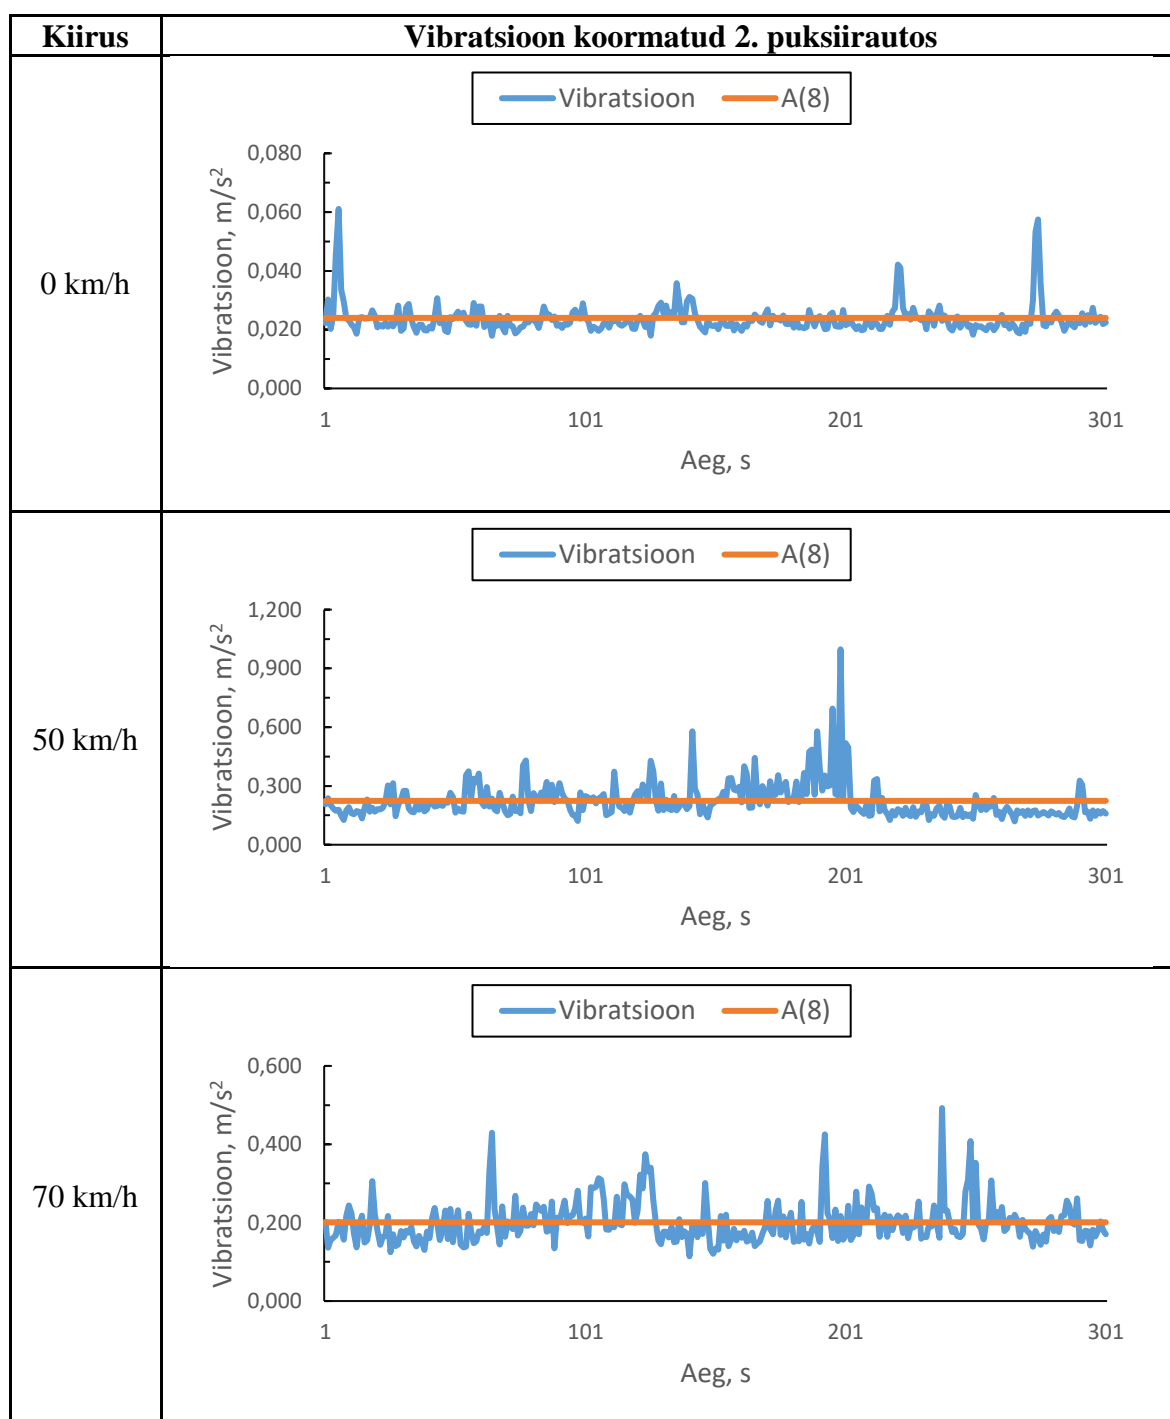 Kiirus Vibratsioon koormatud 2. puksiirautos
0 km/h
Vibratsioon A(8)
Vibratsioon, m/s²
0,080
0,060
0,040
0,020
0,000
1 101 201 301
Aeg, s
50 km/h
Vibratsioon A(8)
Vibratsioon, m/s²
1,200
0,900
0,600
0,300
0,000
1 101 201 301
Aeg, s
70 km/h
Vibratsioon A(8)
Vibratsioon, m/s²
0,600
0,400
0,200
0,000
1 101 201 301
Aeg, s